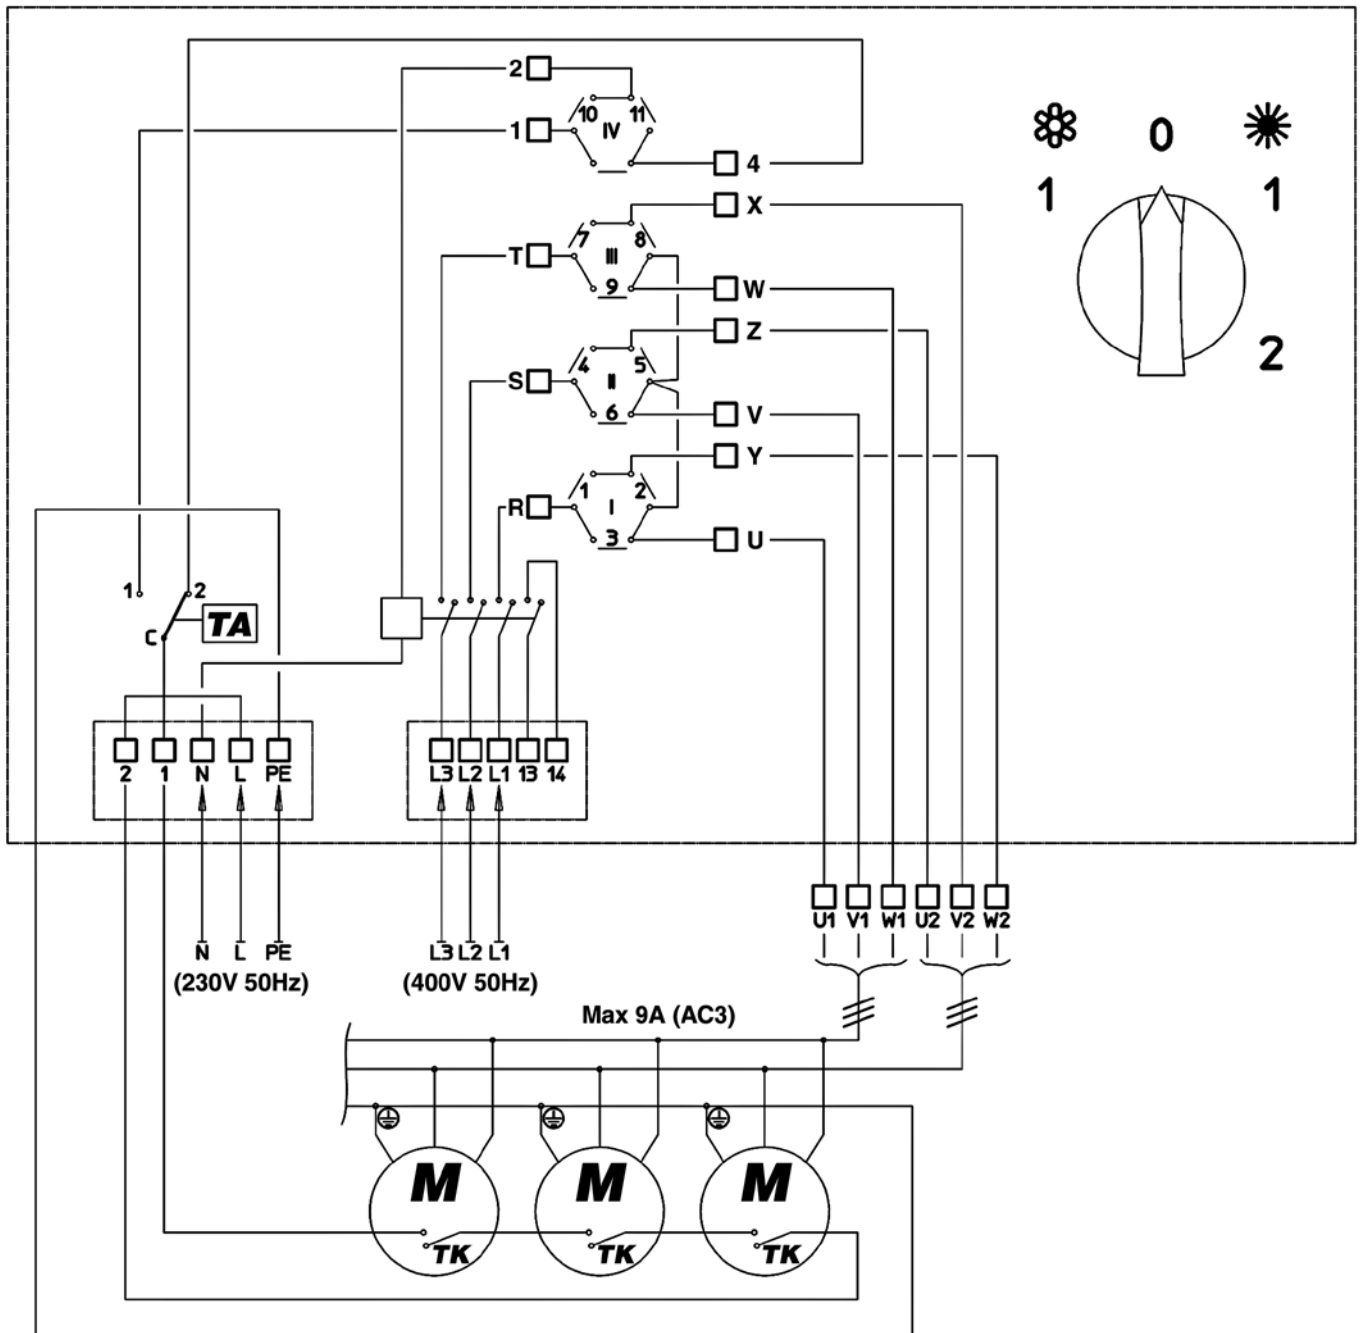 2
10 11
1 IV
4
0
1 1
2
X
7 8
T III
9 W
Z
4 5
S II
6 V
Y
1 2
R I
3 U
1 2
C TA
2 1 N L PE
L3 L2 L1 13 14
U1 V1 W1 U2 V2 W2
N L PE L3 L2 L1
(230V 50Hz) (400V 50Hz)
Max 9A (AC3)
M M M
TK TK TK